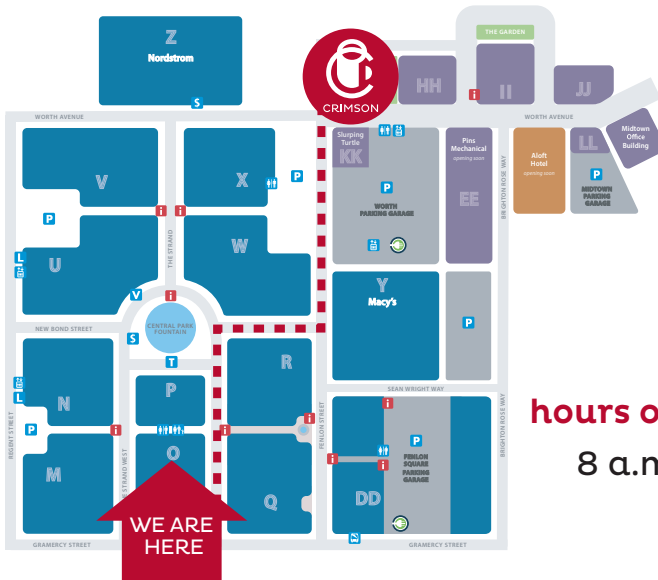 THE GARDEN
Z
Nordstrom
CRIMSON
HH
II
JJ
S
WORTH AVENUE
WORTH AVENUE
Midtown
Office
Building
Slurping
Turtle
KK
Pins
Mechanical
opening soon
Aloft
Hotel
opening soon
LL
P
MIDTOWN
PARKING
GARAGE
V
X
P
P
WORTH
PARKING GARAGE
EE
BRIGHTON ROSE WAY
P
U
W
L
THE STRAND
V
Y
Macy's
CENTRAL PARK
FOUNTAIN
NEW BOND STREET
S
T
P
R
SEAN WRIGHT WAY
N
P
L
REGENT STREET
P
FENLON STREET
BRIGHTON ROSE WAY
hours o
8 a.m
P
FENLON
SQUARE
PARKING
GARAGE
M
STRAND WEST
O
Q
DD
WE ARE
HERE
GRAMERCY STREET
GRAMERCY STREET